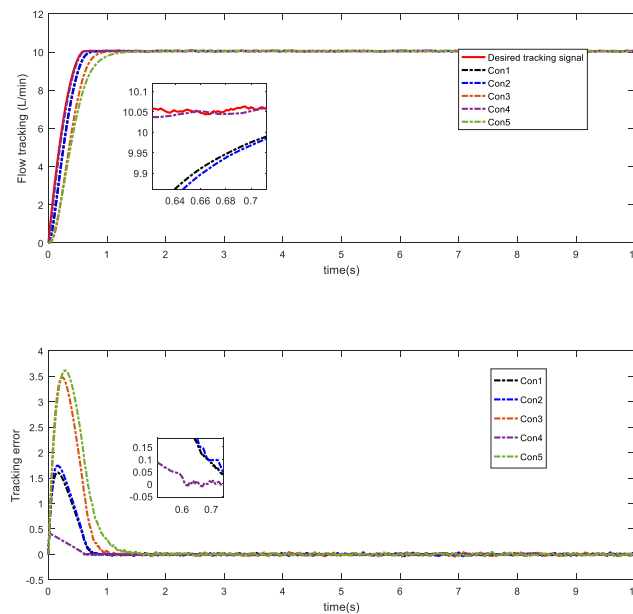 12
10
8
6
4
2
0
Flow tracking (L/min)
Desired tracking signal
Con1
Con2
Con3
Con4
Con5
10.1
10.05
10
9.95
9.9
0.64 0.66 0.68 0.7
0 1 2 3 4 5 6 7 8 9 10
time(s)
4
3.5
3
2.5
2
1.5
1
0.5
0
-0.5
Tracking error
Con1
Con2
Con3
Con4
Con5
0.15
0.1
0.05
0
-0.05
0.6 0.7
0 1 2 3 4 5 6 7 8 9 10
time(s)